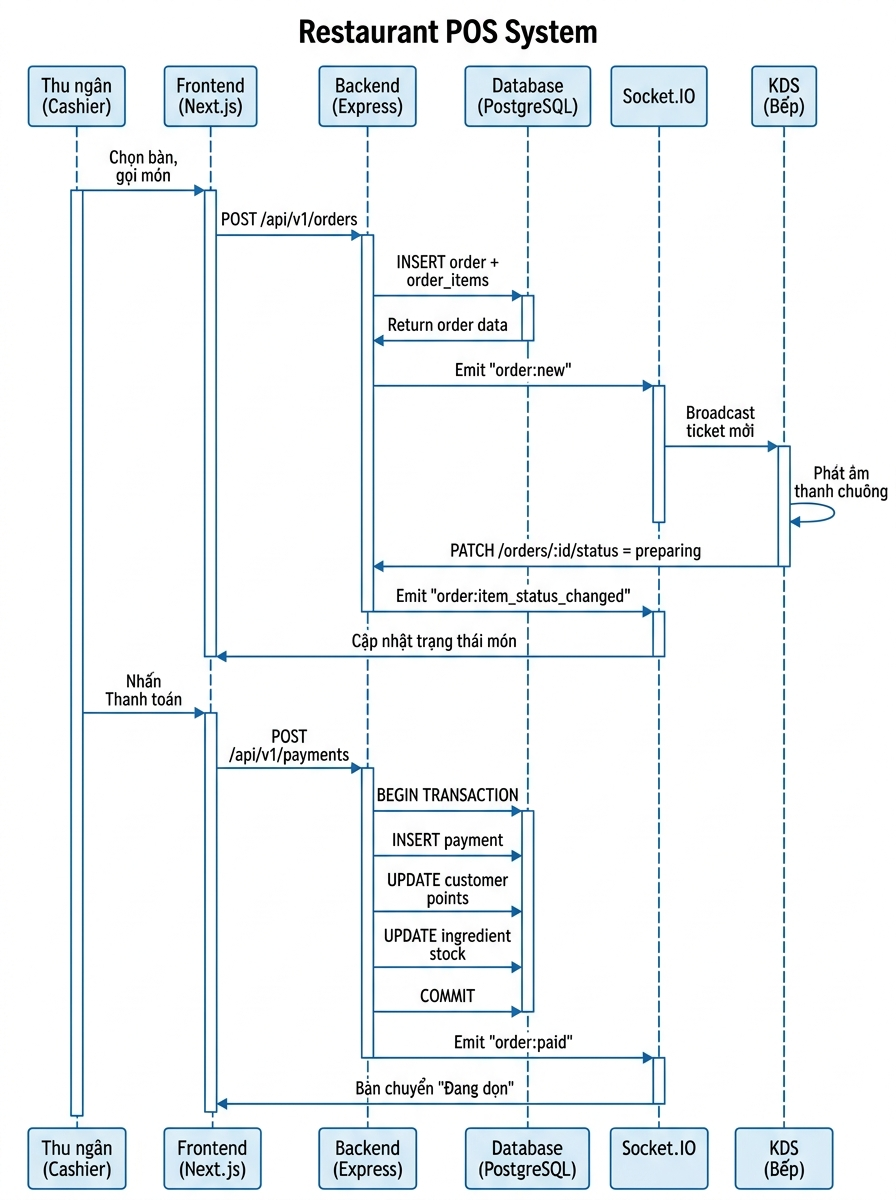 Restaurant POS System
Thu ngân
(Cashier)
Frontend
(Next.js)
Backend
(Express)
Database
(PostgreSQL)
Socket.IO
KDS
(Bếp)
Chọn bàn,
gọi món
POST /api/v1/orders
INSERT order +
order_items
Return order data
Emit "order:new"
Broadcast
ticket mới
Phát âm
thanh chuông
PATCH /orders/:id/status = preparing
Emit "order:item_status_changed"
Cập nhật trạng thái món
Nhấn
Thanh toán
POST
/api/v1/payments
BEGIN TRANSACTION
INSERT payment
UPDATE customer
points
UPDATE ingredient
stock
COMMIT
Emit "order:paid"
Bàn chuyển "Đang dọn"
Thu ngân
(Cashier)
Frontend
(Next.js)
Backend
(Express)
Database
(PostgreSQL)
Socket.IO
KDS
(Bếp)